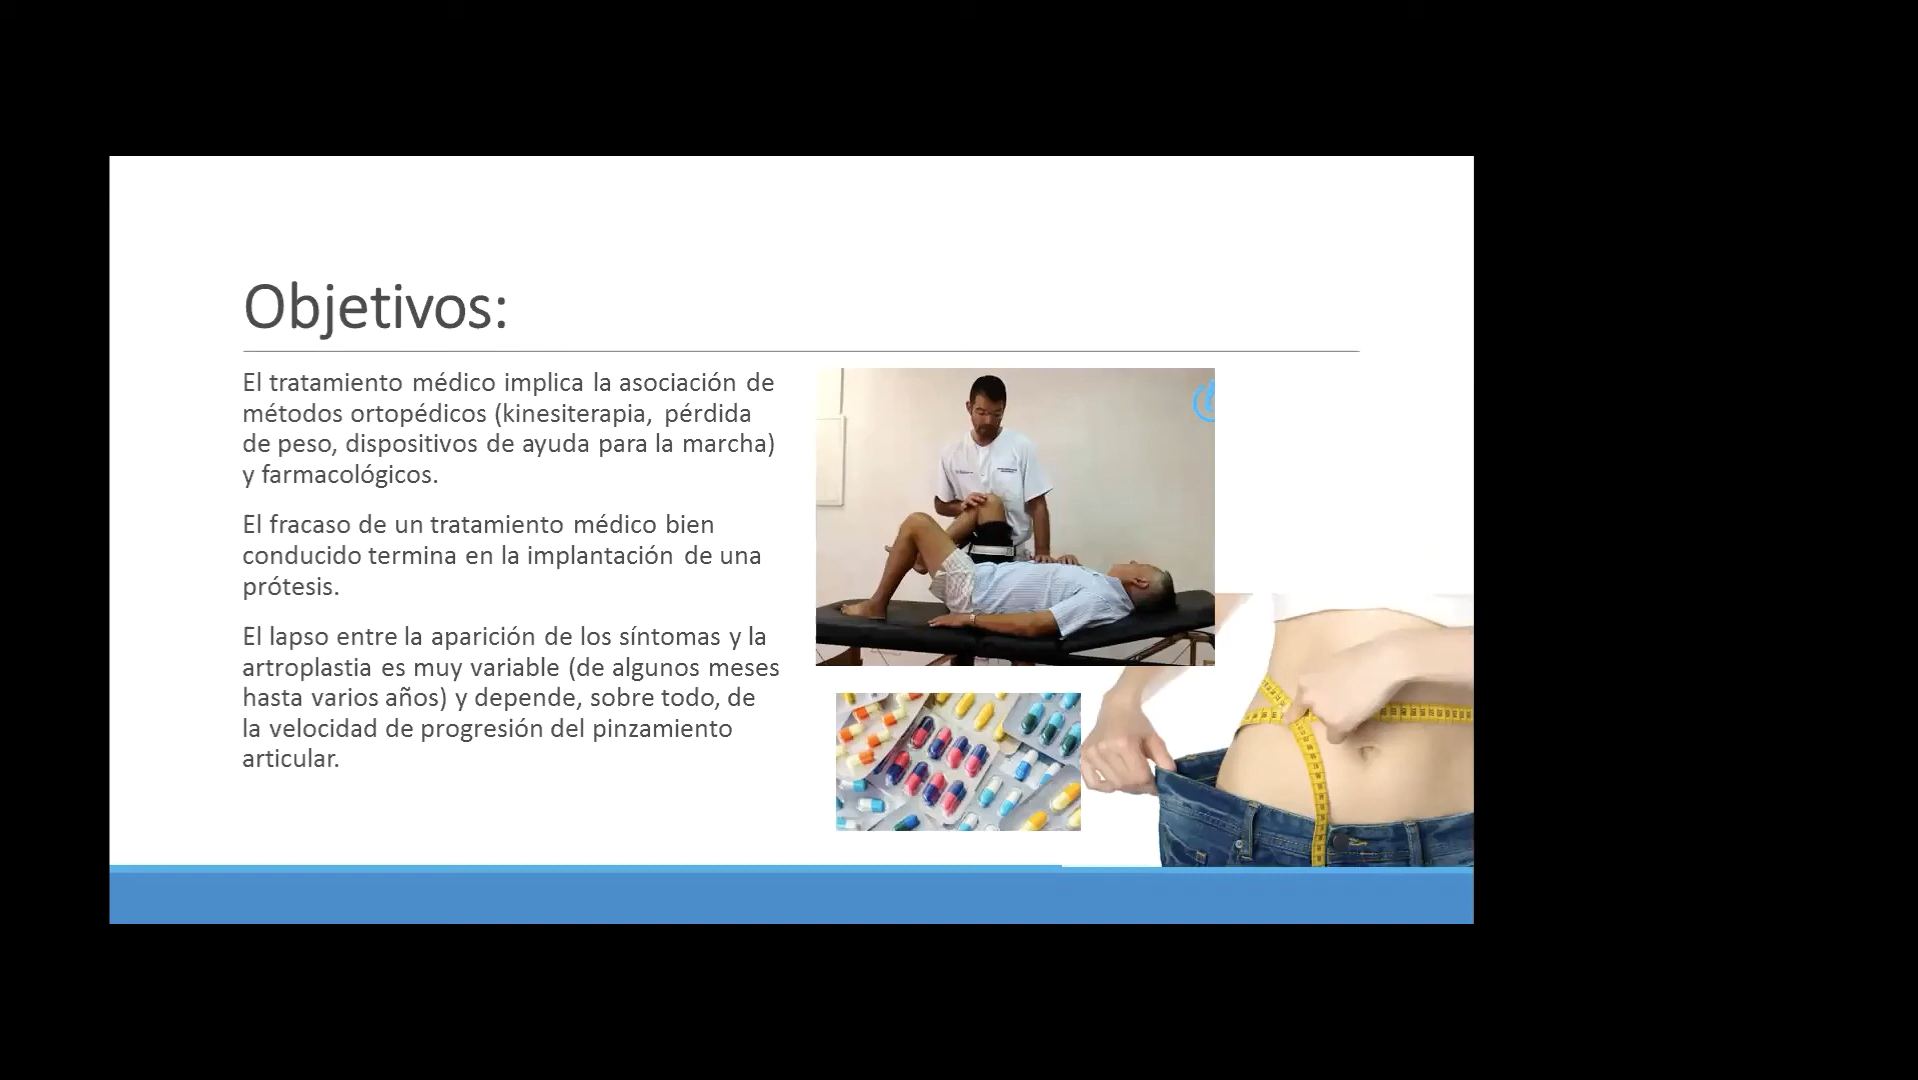 Objetivos:
El tratamiento médico implica la asociación de
métodos ortopédicos (kinesiterapia, pérdida
de peso, dispositivos de ayuda para la marcha)
y farmacológicos.
El fracaso de un tratamiento médico bien
conducido termina en la implantación de una
prótesis.
El lapso entre la aparición de los síntomas y la
artroplastia es muy variable (de algunos meses
hasta varios años) y depende, sobre todo, de
la velocidad de progresión del pinzamiento
articular.